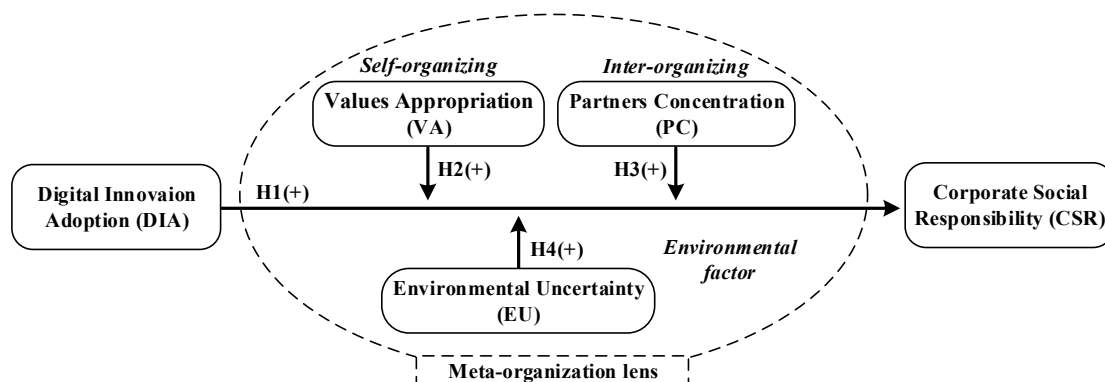 Self-organizing
Inter-organizing
Values Appropriation
(VA)
Partners Concentration
(PC)
H2(+)
H3(+)
Digital Innovaion
Adoption (DIA)
H1(+)
Corporate Social
Responsibility (CSR)
H4(+)
Environmental
factor
Environmental Uncertainty
(EU)
Meta-organization lens